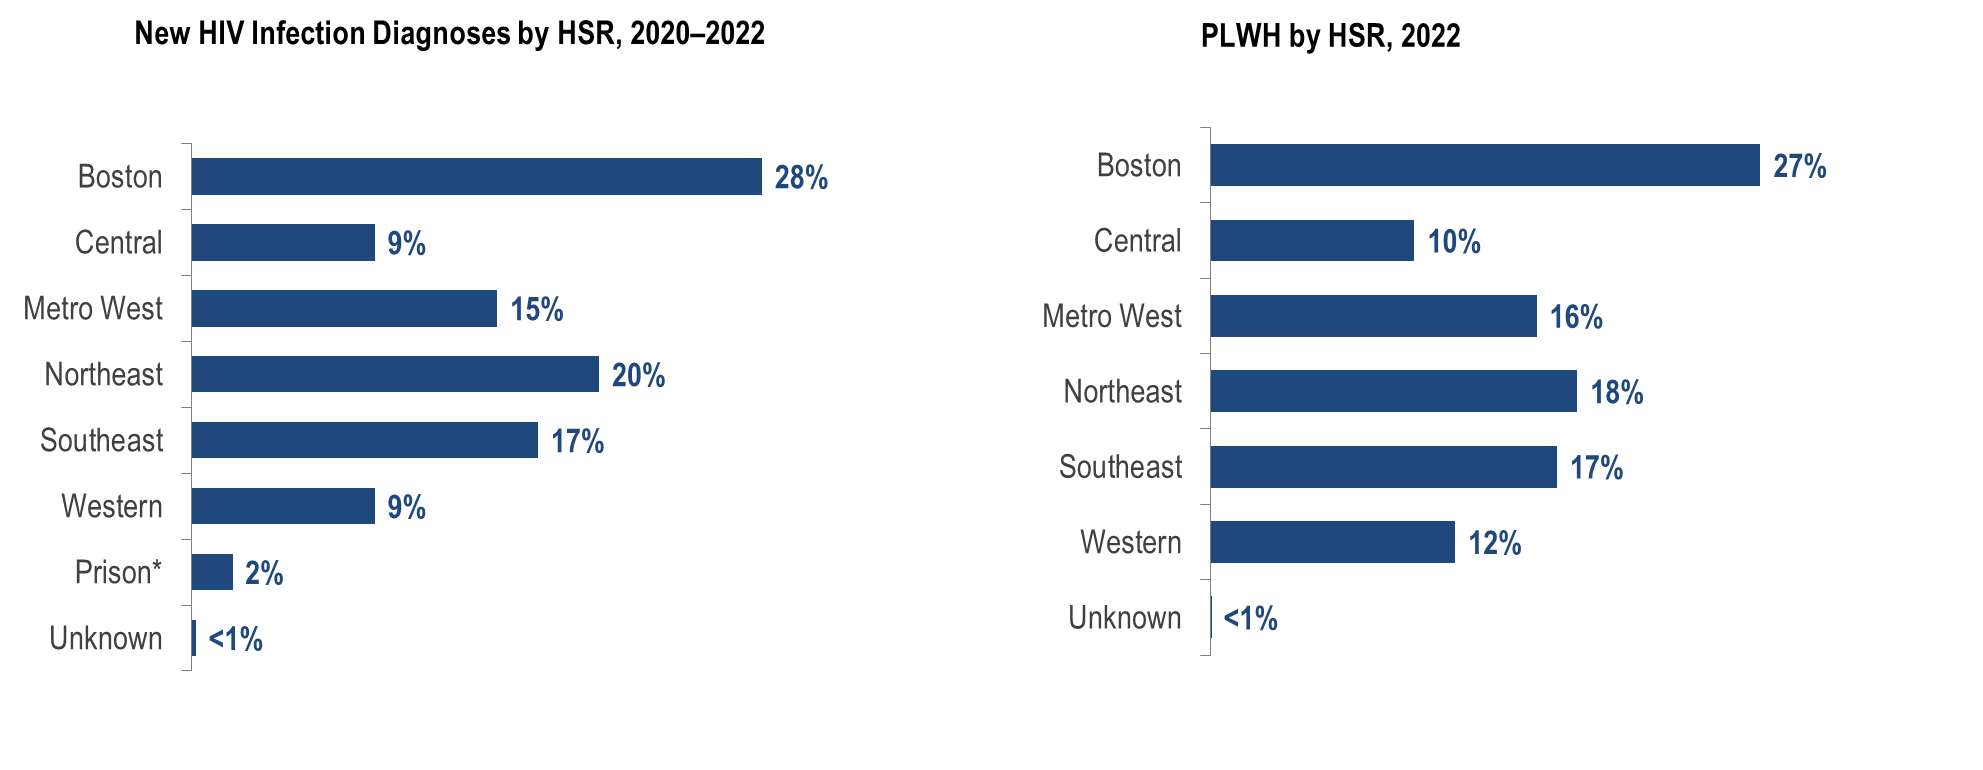 New HIV Infection Diagnoses by HSR, 2020–2022
Boston 28%
Central 9%
Metro West 15%
Northeast 20%
Southeast 17%
Western 9%
Prison* 2%
Unknown <1%
PLWH by HSR, 2022
Boston 27%
Central 10%
Metro West 16%
Northeast 18%
Southeast 17%
Western 12%
Unknown <1%